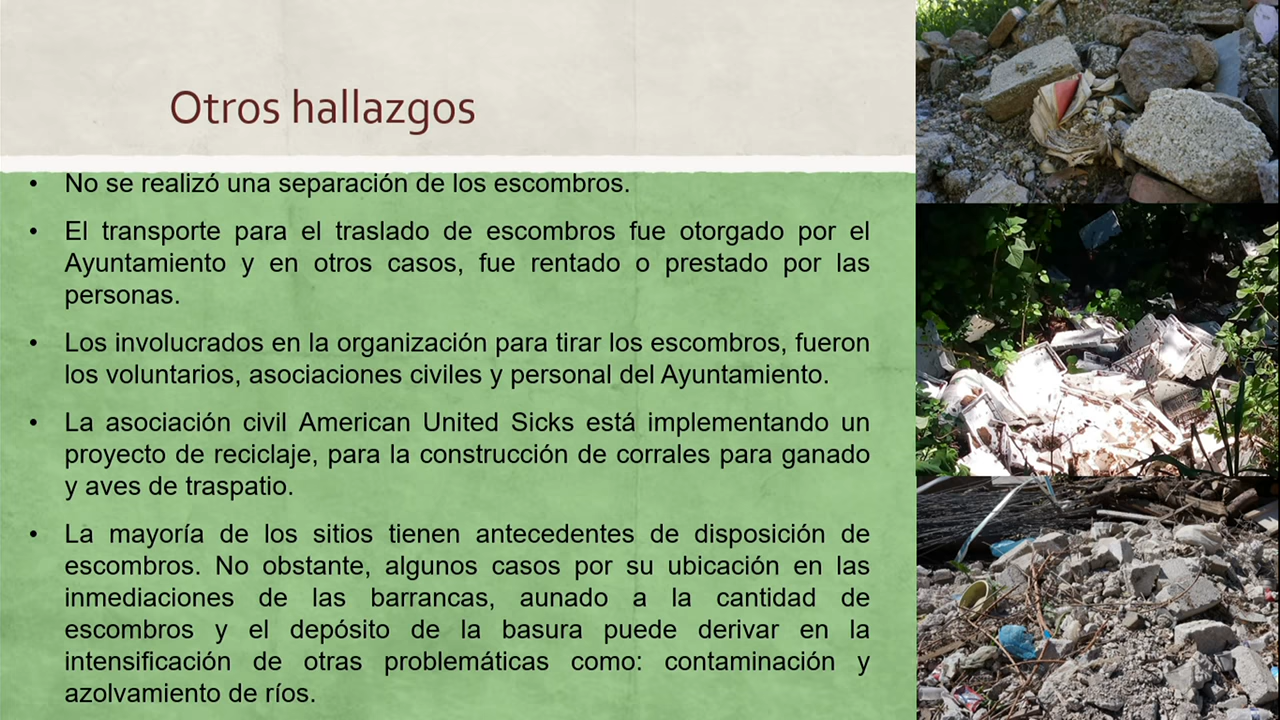 Otros hallazgos
• No se realizó una separación de los escombros.
• El transporte para el traslado de escombros fue otorgado por el
Ayuntamiento y en otros casos, fue rentado o prestado por las
personas.
• Los involucrados en la organización para tirar los escombros, fueron
los voluntarios, asociaciones civiles y personal del Ayuntamiento.
• La asociación civil American United Sicks está implementando un
proyecto de reciclaje, para la construcción de corrales para ganado
y aves de traspatio.
• La mayoría de los sitios tienen antecedentes de disposición de
escombros. No obstante, algunos casos por su ubicación en las
inmediaciones de las barrancas, aunado a la cantidad de
escombros y el depósito de la basura puede derivar en la
intensificación de otras problemáticas como: contaminación y
azolvamiento de ríos.